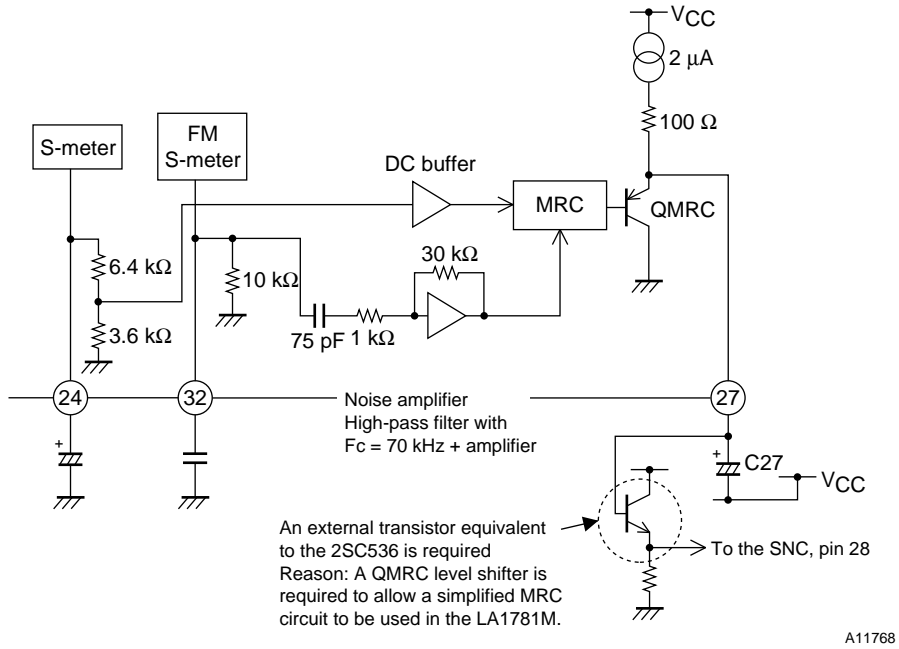 VCC
2 μA
100 Ω
S-meter
FM
S-meter
DC buffer
MRC
QMRC
6.4 kΩ
10 kΩ
30 kΩ
3.6 kΩ
75 pF
1 kΩ
24
32
27
Noise amplifier
High-pass filter with
Fc = 70 kHz + amplifier
+
+
C27
VCC
An external transistor equivalent
to the 2SC536 is required
Reason: A QMRC level shifter is
required to allow a simplified MRC
circuit to be used in the LA1781M.
To the SNC, pin 28
A11768